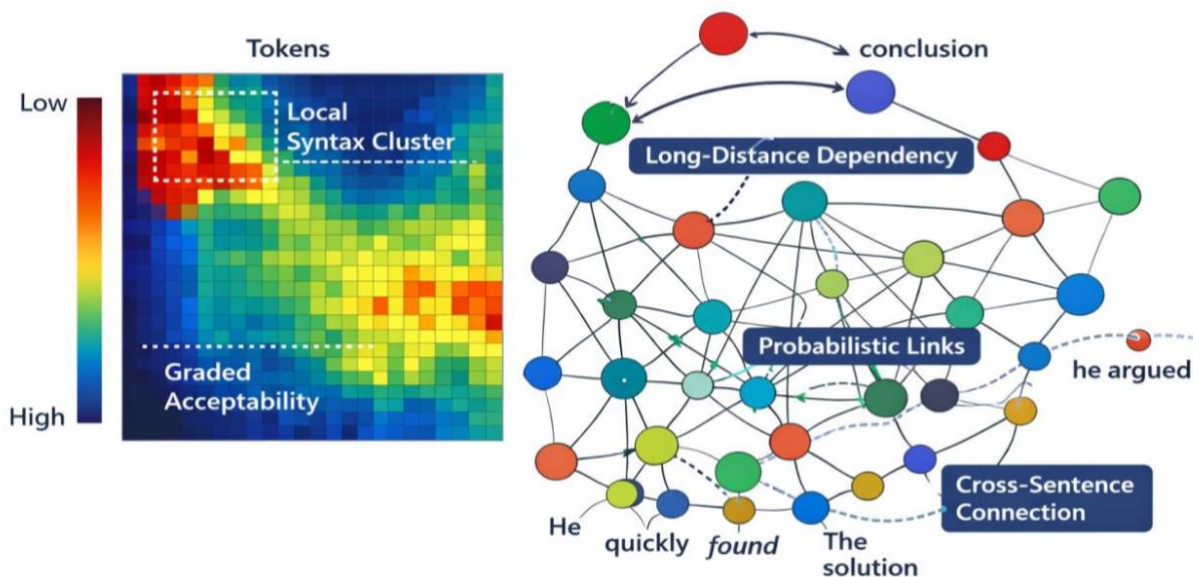 Tokens
Low
High
Local
Syntax Cluster
Graded
Acceptability
conclusion
Long-Distance Dependency
Probabilistic Links
he argued
Cross-Sentence
Connection
He
quickly
found
The
solution